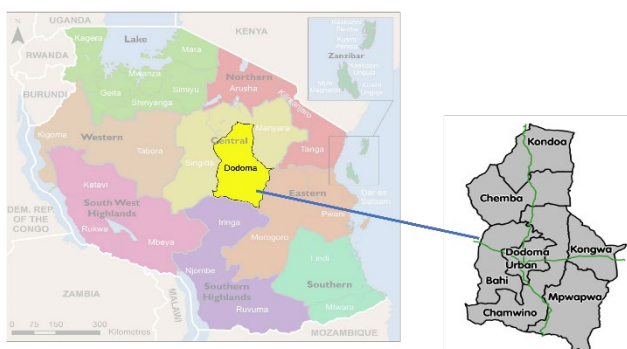 UGANDA
KENYA
N
Kagera
Lake
Mara
RWANDA
Mwanza
Simiyu
Northern
Arusha
Zanzibar
BURUNDI
Geita
Shinyanga
Kilimanjaro
Kigoma
Western
Tabora
Central
Manyara
Singida
Dodoma
Tanga
Katavi
South West
Highlands
Eastern
Dar es
Salaam
DEM. REP.
OF THE
CONGO
Rukwa
Mbeya
Iringa
Pwani
Morogoro
Njombe
Lindi
Southern
Highlands
Southern
ZAMBIA
MALAWI
Ruvuma
Mtwara
0 75 150 300
Kilometres
MOZAMBIQUE
Kondoa
Chemba
Dodoma
Urban
Kongwa
Bahi
Mpwapwa
Chamwino